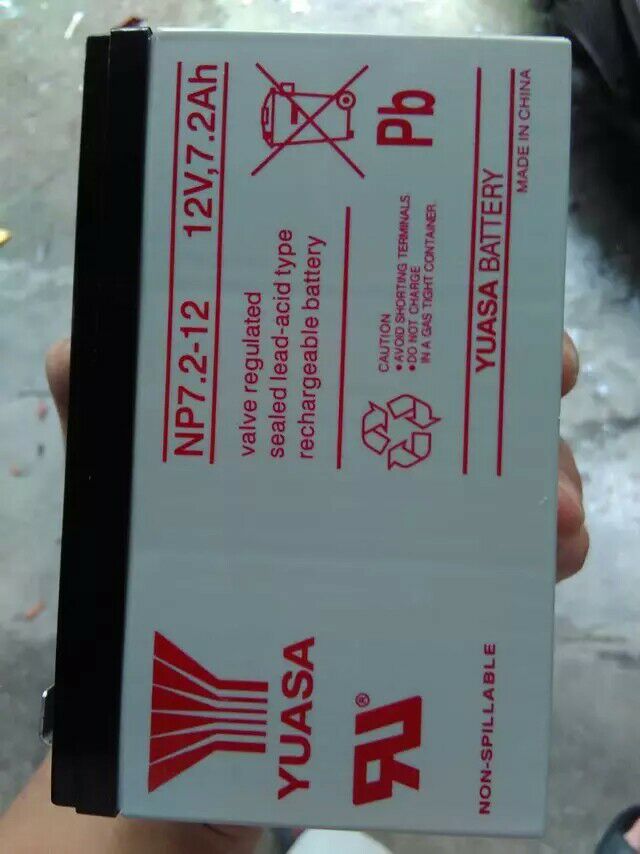 YUASA
NON-SPILLABLE
NP7.2-12 12V,7.2Ah
valve regulated
sealed lead-acid type
rechargeable battery
Pb
CAUTION
• AVOID SHORTING TERMINALS
• DO NOT CHARGE
IN A GAS TIGHT CONTAINER.
YUASA BATTERY
MADE IN CHINA